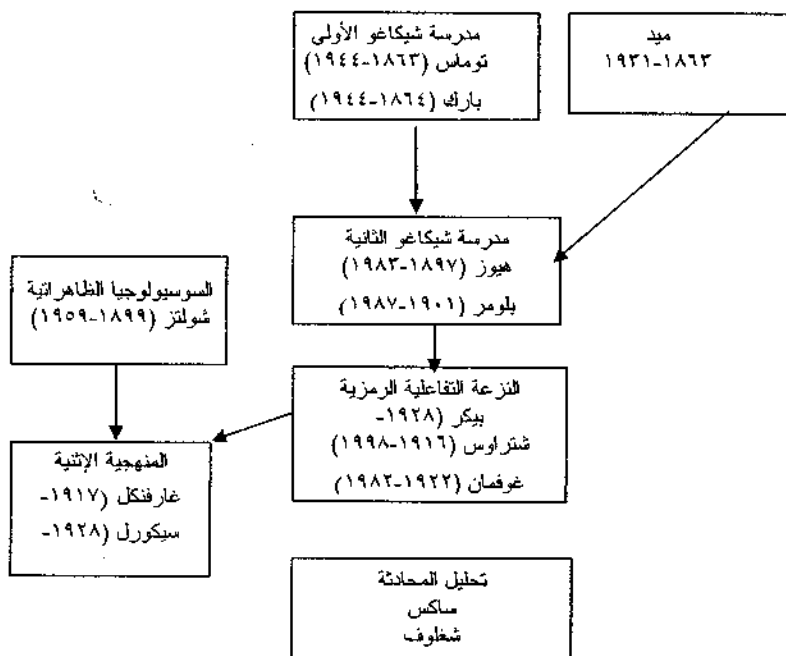 مدرسة شيكاغو الأولى
توماس (١٨٦٣-١٩٤٤)
بارك (١٨٦٤-١٩٤٤)
ميد
١٨٦٣-١٩٣١
مدرسة شيكاغو الثانية
هيوز (١٨٩٧-١٩٨٣)
بلومر (١٩٠١-١٩٨٧)
السوسيولوجيا الظاهراتية
شولتز (١٨٩٩-١٩٥٩)
النزعة التفاعلية الرمزية
بيكر (١٩٢٨-
شتراوس (١٩١٦-١٩٩٨)
غوفمان (١٩٢٢-١٩٨٢)
المنهجية الإثنية
غارفنكل (١٩١٧-
سيكورل (١٩٢٨-
تحليل المحادثة
ساكس
شغلوف